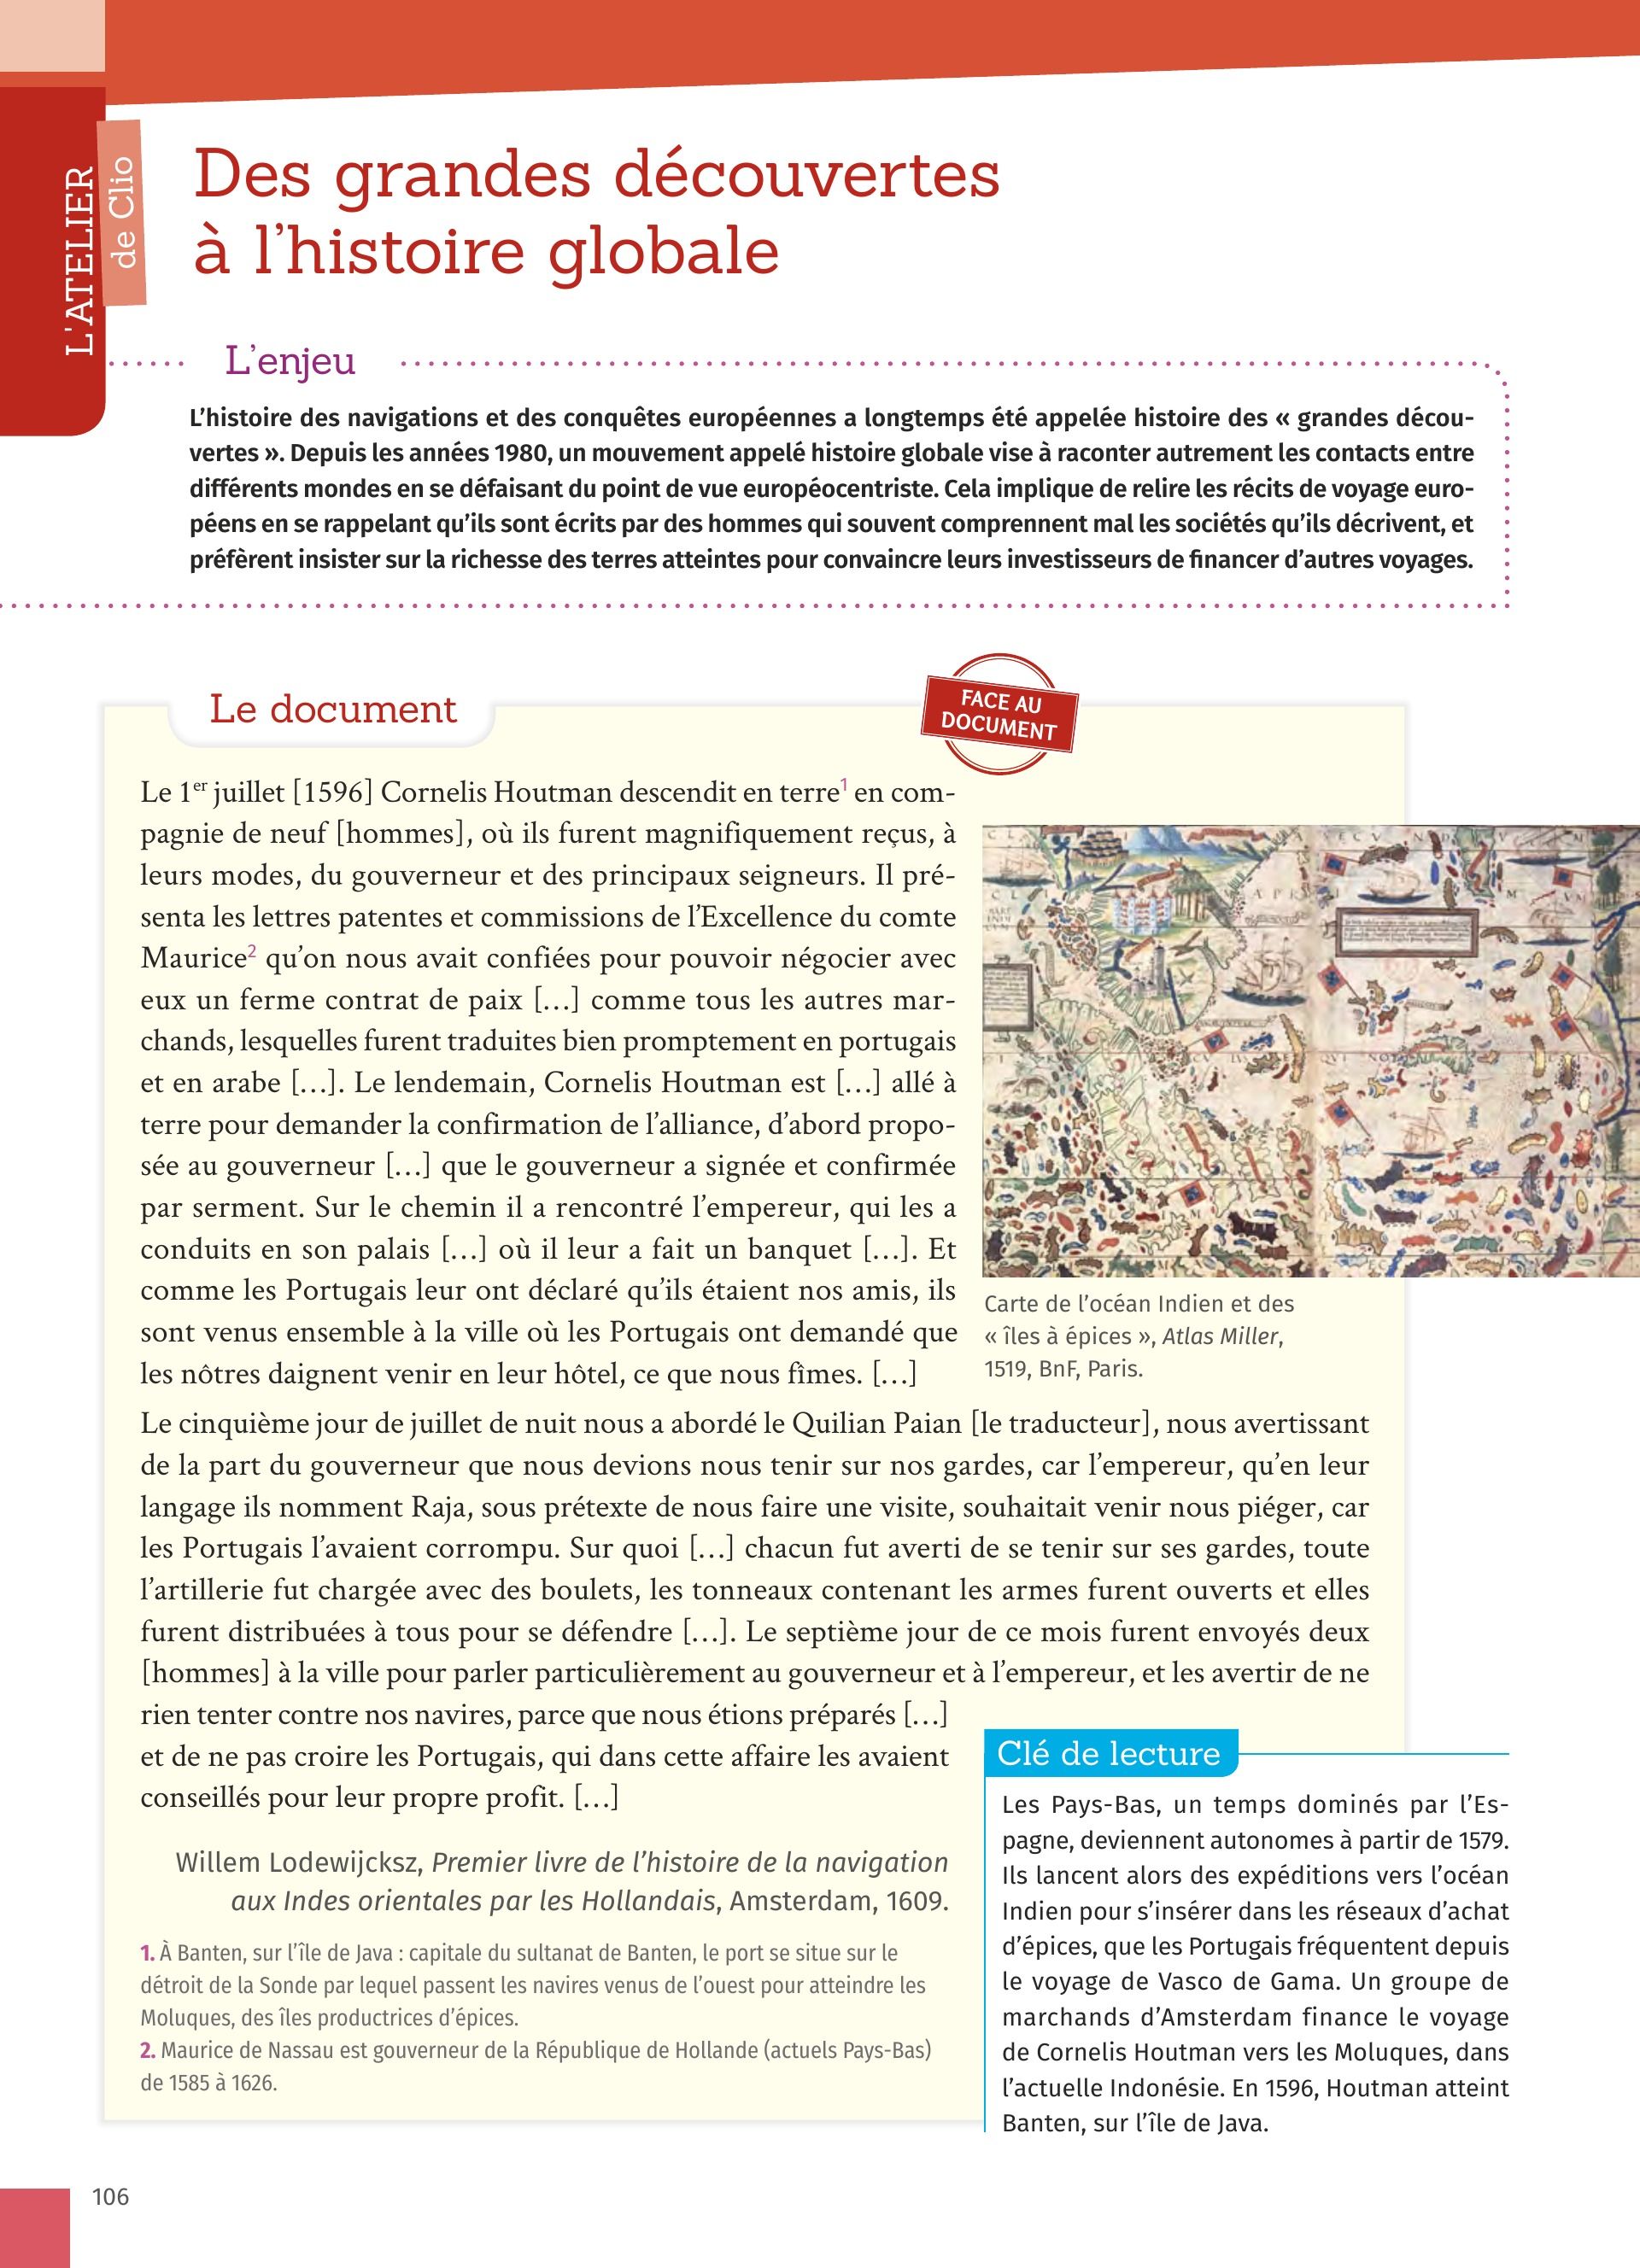 L'ATELIER
de Clio
Des grandes découvertes
à l'histoire globale
L'enjeu
L'histoire des navigations et des conquêtes européennes a longtemps été appelée histoire des « grandes décou-
vertes ». Depuis les années 1980, un mouvement appelé histoire globale vise à raconter autrement les contacts entre
différents mondes en se défaisant du point de vue européocentriste. Cela implique de relire les récits de voyage euro-
péens en se rappelant qu'ils sont écrits par des hommes qui souvent comprennent mal les sociétés qu'ils décrivent, et
préfèrent insister sur la richesse des terres atteintes pour convaincre leurs investisseurs de financer d'autres voyages.
Le document
FACE AU
DOCUMENT
Le 1er juillet [1596] Cornelis Houtman descendit en terre1 en com-
pagnie de neuf [hommes], où ils furent magnifiquement reçus, à
leurs modes, du gouverneur et des principaux seigneurs. Il pré-
senta les lettres patentes et commissions de l'Excellence du comte
Maurice2 qu'on nous avait confiées pour pouvoir négocier avec
eux un ferme contrat de paix […] comme tous les autres mar-
chands, lesquelles furent traduites bien promptement en portugais
et en arabe […]. Le lendemain, Cornelis Houtman est […] allé à
terre pour demander la confirmation de l'alliance, d'abord propo-
sée au gouverneur […] que le gouverneur a signée et confirmée
par serment. Sur le chemin il a rencontré l'empereur, qui les a
conduits en son palais […] où il leur a fait un banquet […]. Et
comme les Portugais leur ont déclaré qu'ils étaient nos amis, ils
sont venus ensemble à la ville où les Portugais ont demandé que
les nôtres daignent venir en leur hôtel, ce que nous fîmes. […]
Carte de l'océan Indien et des
« îles à épices », Atlas Miller,
1519, BnF, Paris.
Le cinquième jour de juillet de nuit nous a abordé le Quilian Paian [le traducteur], nous avertissant
de la part du gouverneur que nous devions nous tenir sur nos gardes, car l'empereur, qu'en leur
langage ils nomment Raja, sous prétexte de nous faire une visite, souhaitait venir nous piéger, car
les Portugais l'avaient corrompu. Sur quoi […] chacun fut averti de se tenir sur ses gardes, toute
l'artillerie fut chargée avec des boulets, les tonneaux contenant les armes furent ouverts et elles
furent distribuées à tous pour se défendre […]. Le septième jour de ce mois furent envoyés deux
[hommes] à la ville pour parler particulièrement au gouverneur et à l'empereur, et les avertir de ne
rien tenter contre nos navires, parce que nous étions préparés […]
et de ne pas croire les Portugais, qui dans cette affaire les avaient
conseillés pour leur propre profit. […]
Willem Lodewijcksz, Premier livre de l'histoire de la navigation
aux Indes orientales par les Hollandais, Amsterdam, 1609.
1. À Banten, sur l'île de Java : capitale du sultanat de Banten, le port se situe sur le
détroit de la Sonde par lequel passent les navires venus de l'ouest pour atteindre les
Moluques, des îles productrices d'épices.
2. Maurice de Nassau est gouverneur de la République de Hollande (actuels Pays-Bas)
de 1585 à 1626.
Clé de lecture
Les Pays-Bas, un temps dominés par l'Es-
pagne, deviennent autonomes à partir de 1579.
Ils lancent alors des expéditions vers l'océan
Indien pour s'insérer dans les réseaux d'achat
d'épices, que les Portugais fréquentent depuis
le voyage de Vasco de Gama. Un groupe de
marchands d'Amsterdam finance le voyage
de Cornelis Houtman vers les Moluques, dans
l'actuelle Indonésie. En 1596, Houtman atteint
Banten, sur l'île de Java.
106